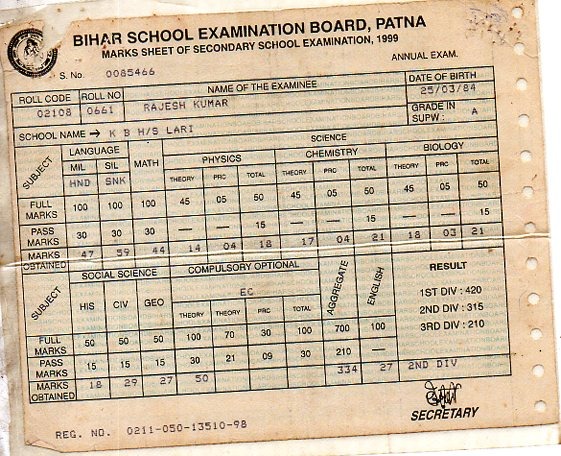 BIHAR SCHOOL EXAMINATION BOARD, PATNA
MARKS SHEET OF SECONDARY SCHOOL EXAMINATION, 1999
ANNUAL EXAM.
S. No. 0085466
ROLL CODE ROLL NO NAME OF THE EXAMINEE DATE OF BIRTH
02108 0661 RAJESH KUMAR 25/03/84
GRADE IN SUPW : A
SCHOOL NAME → K B H/S LARI
SUBJECT LANGUAGE MATH SCIENCE
MIL SIL PHYSICS CHEMISTRY BIOLOGY
HND SNK THEORY PRC TOTAL THEORY PRC TOTAL THEORY PRC TOTAL
FULL MARKS 100 100 100 45 05 50 45 05 50 45 05 50
PASS MARKS 30 30 30 — — 15 — — 15 — — 15
MARKS OBTAINED 47 59 44 14 04 18 17 04 21 18 03 21
SUBJECT SOCIAL SCIENCE COMPULSORY OPTIONAL AGGREGATE ENGLISH RESULT
HIS CIV GEO EC
THEORY THEORY PRC TOTAL
1ST DIV : 420
2ND DIV : 315
3RD DIV : 210
FULL MARKS 50 50 50 100 70 30 100 700 100
PASS MARKS 15 15 15 30 21 09 30 210 —
MARKS OBTAINED 18 29 27 50 334 27 2ND DIV
SECRETARY
REG. NO. 0211-050-13510-98